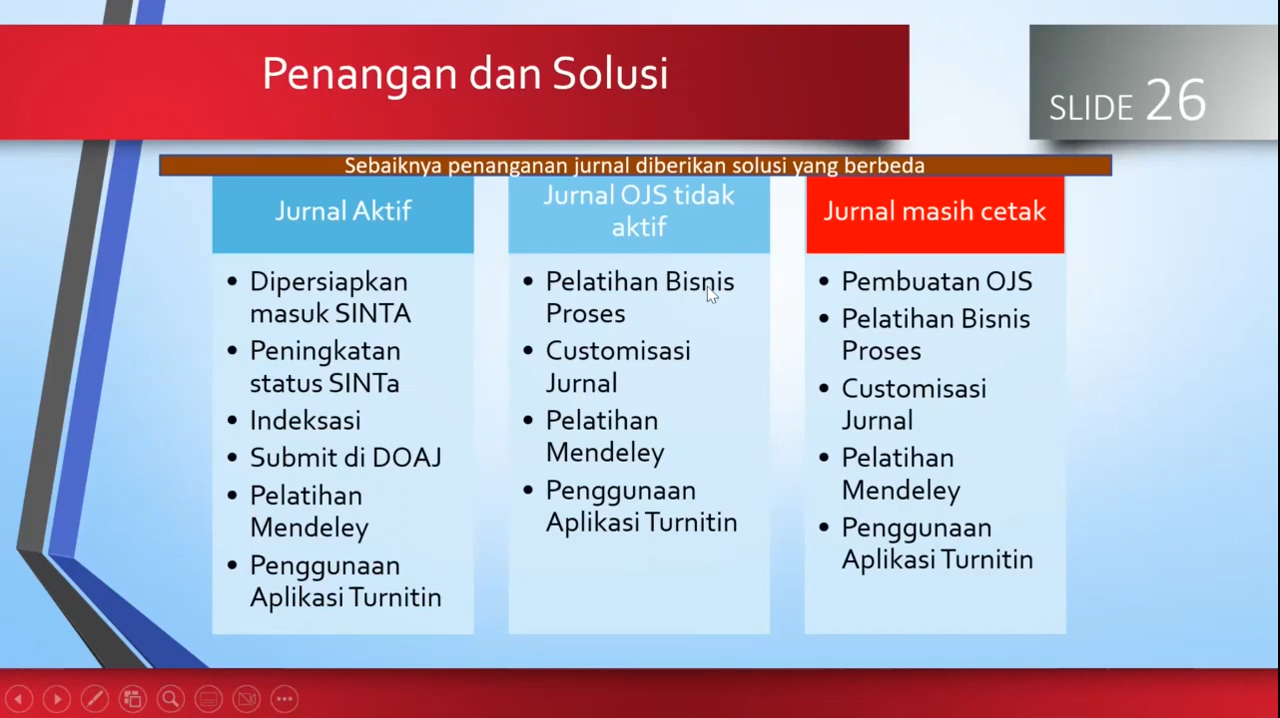 Penangan dan Solusi
SLIDE 26
Sebaiknya penanganan jurnal diberikan solusi yang berbeda
Jurnal Aktif
• Dipersiapkan
masuk SINTA
• Peningkatan
status SINTa
• Indeksasi
• Submit di DOAJ
• Pelatihan
Mendeley
• Penggunaan
Aplikasi Turnitin
Jurnal OJS tidak
aktif
• Pelatihan Bisnis
Proses
• Customisasi
Jurnal
• Pelatihan
Mendeley
• Penggunaan
Aplikasi Turnitin
Jurnal masih cetak
• Pembuatan OJS
• Pelatihan Bisnis
Proses
• Customisasi
Jurnal
• Pelatihan
Mendeley
• Penggunaan
Aplikasi Turnitin